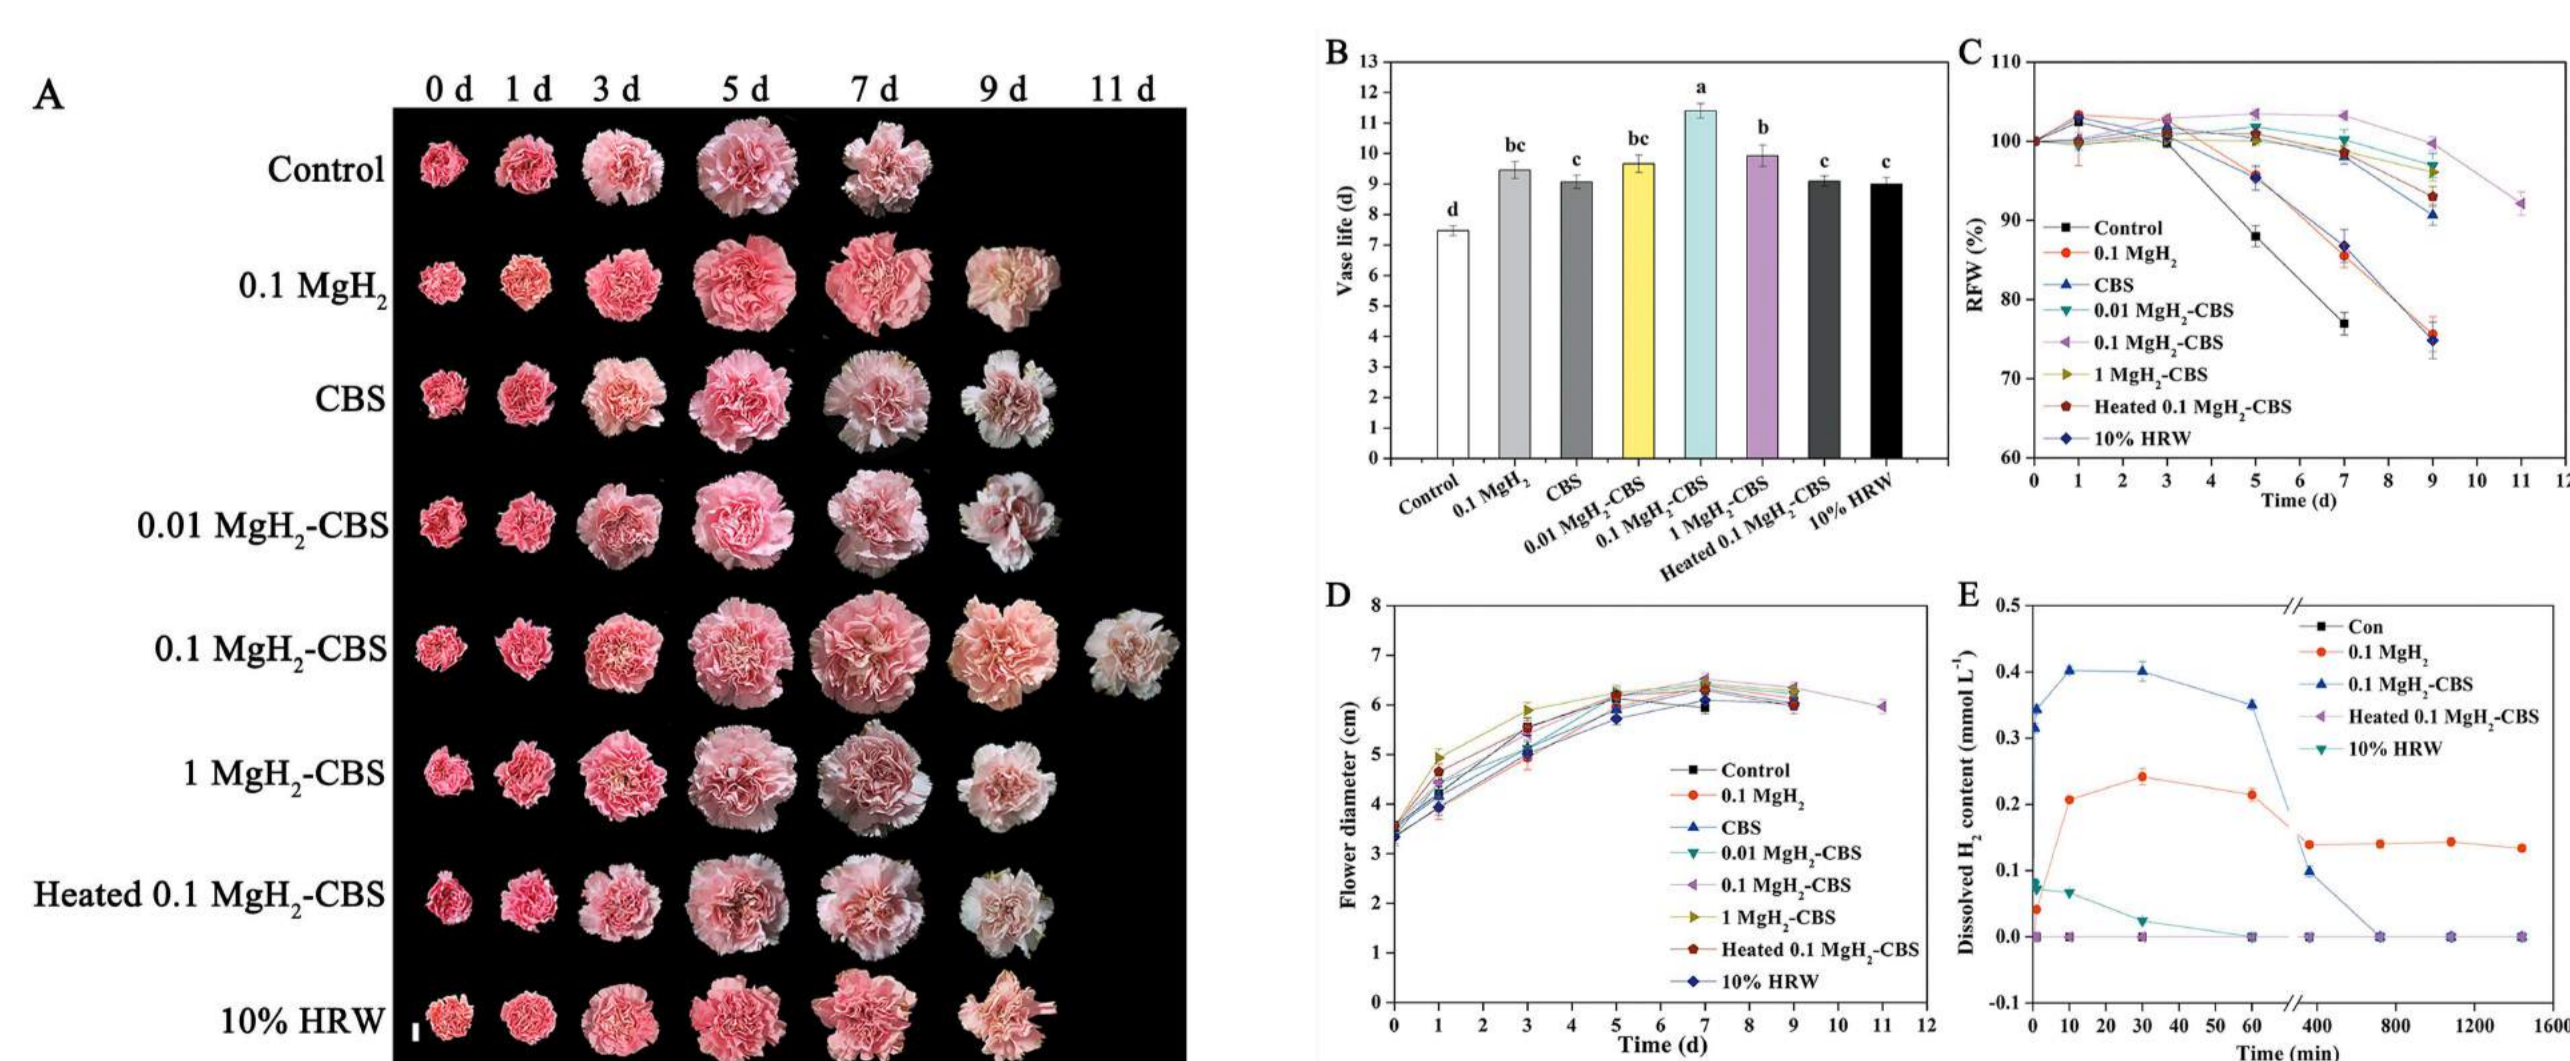 A
0 d 1 d 3 d 5 d 7 d 9 d 11 d
Control
0.1 MgH₂
CBS
0.01 MgH₂-CBS
0.1 MgH₂-CBS
1 MgH₂-CBS
Heated 0.1 MgH₂-CBS
10% HRW
B
Vase life (d)
13
12
11
10
9
8
7
6
5
4
3
2
1
0
d
bc
c
bc
a
b
c
c
Control
0.1 MgH₂
CBS
0.01 MgH₂-CBS
0.1 MgH₂-CBS
1 MgH₂-CBS
Heated 0.1 MgH₂-CBS
10% HRW
C
RFW (%)
110
100
90
80
70
60
Control
0.1 MgH₂
CBS
0.01 MgH₂-CBS
0.1 MgH₂-CBS
1 MgH₂-CBS
Heated 0.1 MgH₂-CBS
10% HRW
0 1 2 3 4 5 6 7 8 9 10 11 12
Time (d)
D
Flower diameter (cm)
8
7
6
5
4
3
2
1
0
Control
0.1 MgH₂
CBS
0.01 MgH₂-CBS
0.1 MgH₂-CBS
1 MgH₂-CBS
Heated 0.1 MgH₂-CBS
10% HRW
0 1 2 3 4 5 6 7 8 9 10 11 12
Time (d)
E
Dissolved H₂ content (mmol L⁻¹)
0.5
0.4
0.3
0.2
0.1
0.0
-0.1
Con
0.1 MgH₂
0.1 MgH₂-CBS
Heated 0.1 MgH₂-CBS
10% HRW
0 10 20 30 40 50 60 400 800 1200 1600
Time (min)